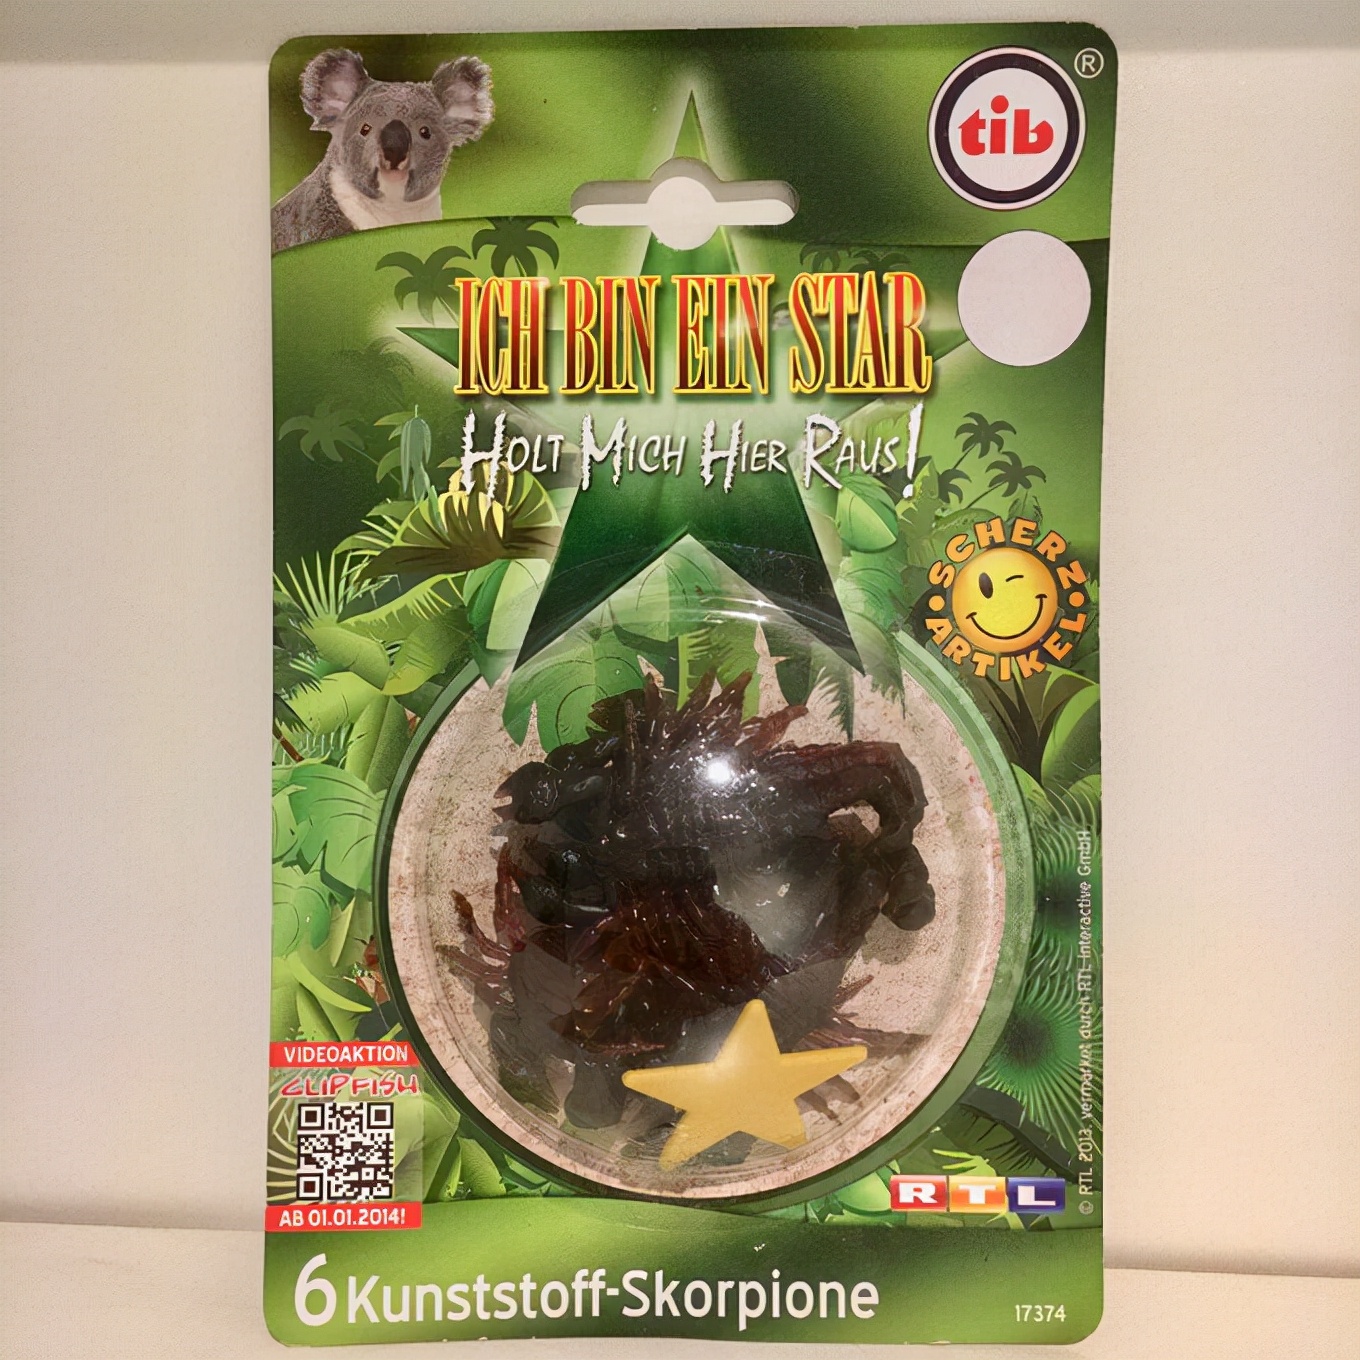 tib
®
ICH BIN EIN STAR
HOLT MICH HIER RAUS!
SCHERZ
• ARTIKEL •
VIDEOAKTION
CLIPFISH
AB 01.01.2014!
RTL
© RTL 2013. vermarktet durch RTL interactive GmbH
6 Kunststoff-Skorpione
17374